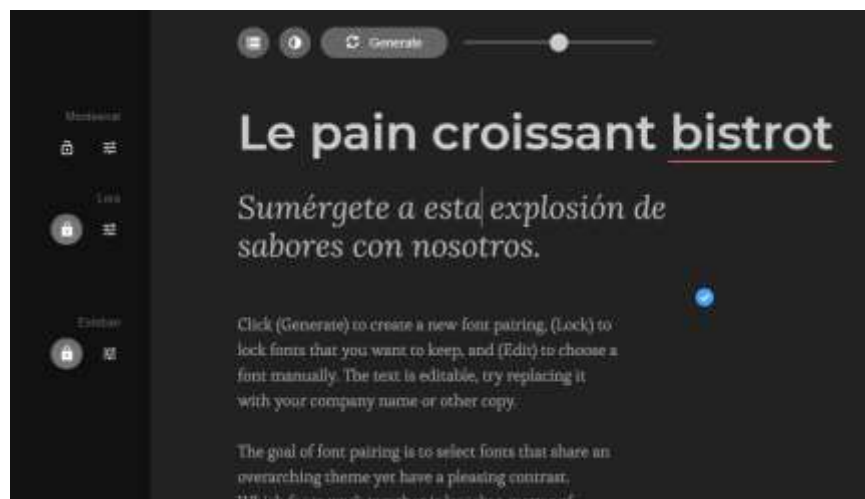 Generate
Montserrat
Le pain croissant bistrot
Lora
Sumérgete a esta explosión de
sabores con nosotros.
Esteban
Click (Generate) to create a new font pairing, (Lock) to
lock fonts that you want to keep, and (Edit) to choose a
font manually. The text is editable, try replacing it
with your company name or other copy.
The goal of font pairing is to select fonts that share an
overarching theme yet have a pleasing contrast.